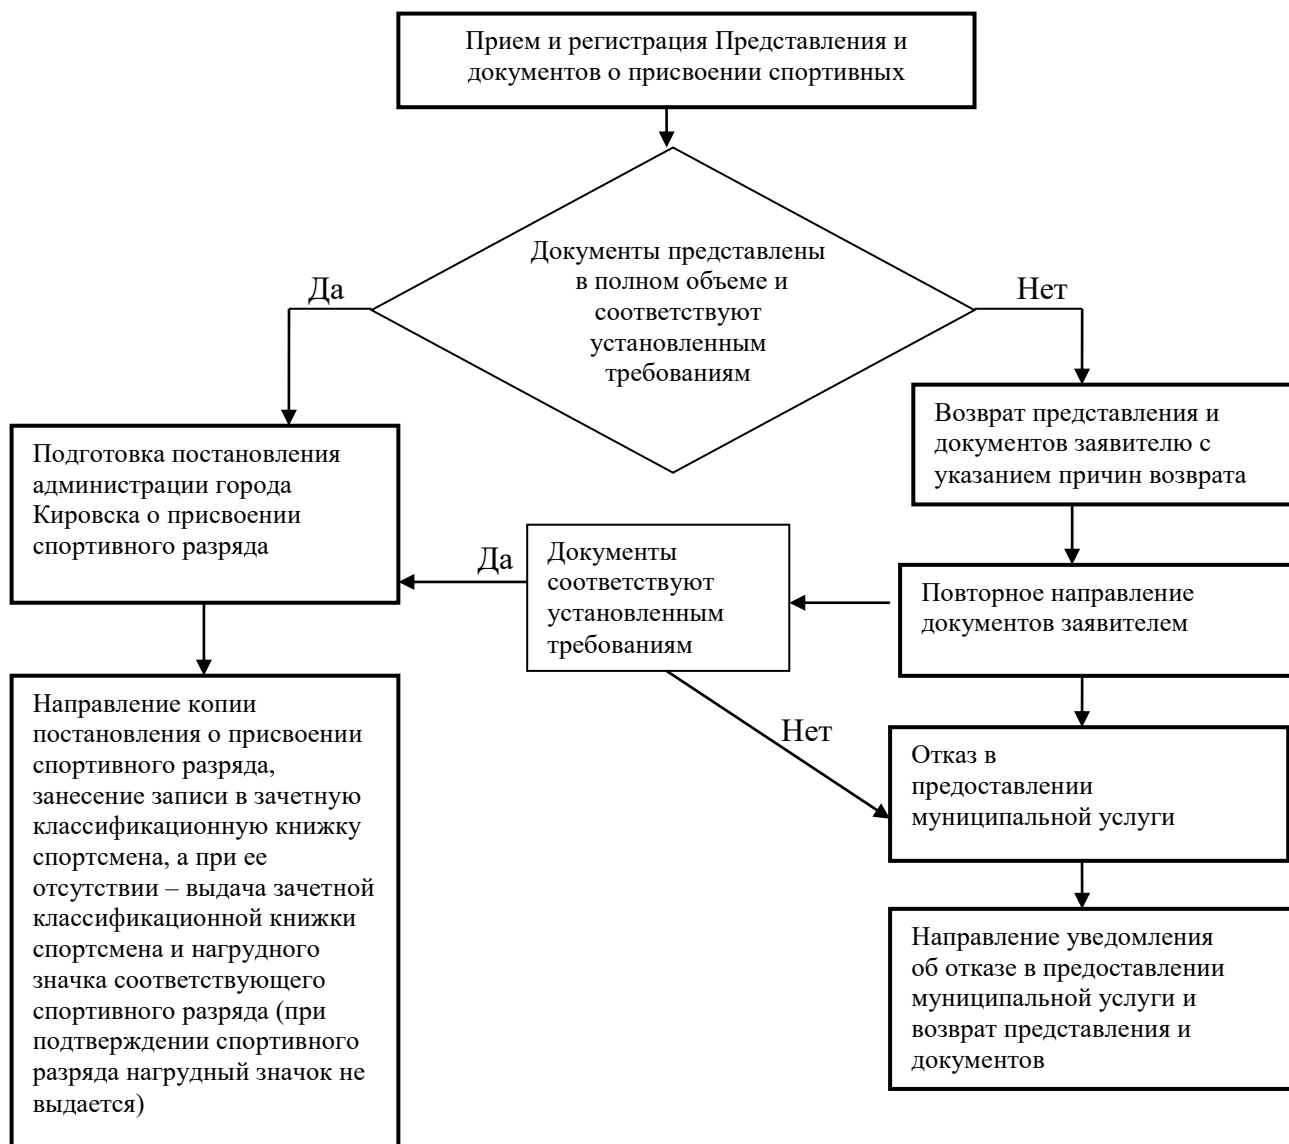 Прием и регистрация Представления и
документов о присвоении спортивных
Документы представлены
в полном объеме и
соответствуют
установленным
требованиям
Да
Нет
Возврат представления и
документов заявителю с
указанием причин возврата
Подготовка постановления
администрации города
Кировска о присвоении
спортивного разряда
Да
Документы
соответствуют
установленным
требованиям
Повторное направление
документов заявителем
Направление копии
постановления о присвоении
спортивного разряда,
занесение записи в зачетную
классификационную книжку
спортсмена, а при ее
отсутствии – выдача зачетной
классификационной книжки
спортсмена и нагрудного
значка соответствующего
спортивного разряда (при
подтверждении спортивного
разряда нагрудный значок не
выдается)
Нет
Отказ в
предоставлении
муниципальной услуги
Направление уведомления
об отказе в предоставлении
муниципальной услуги и
возврат представления и
документов